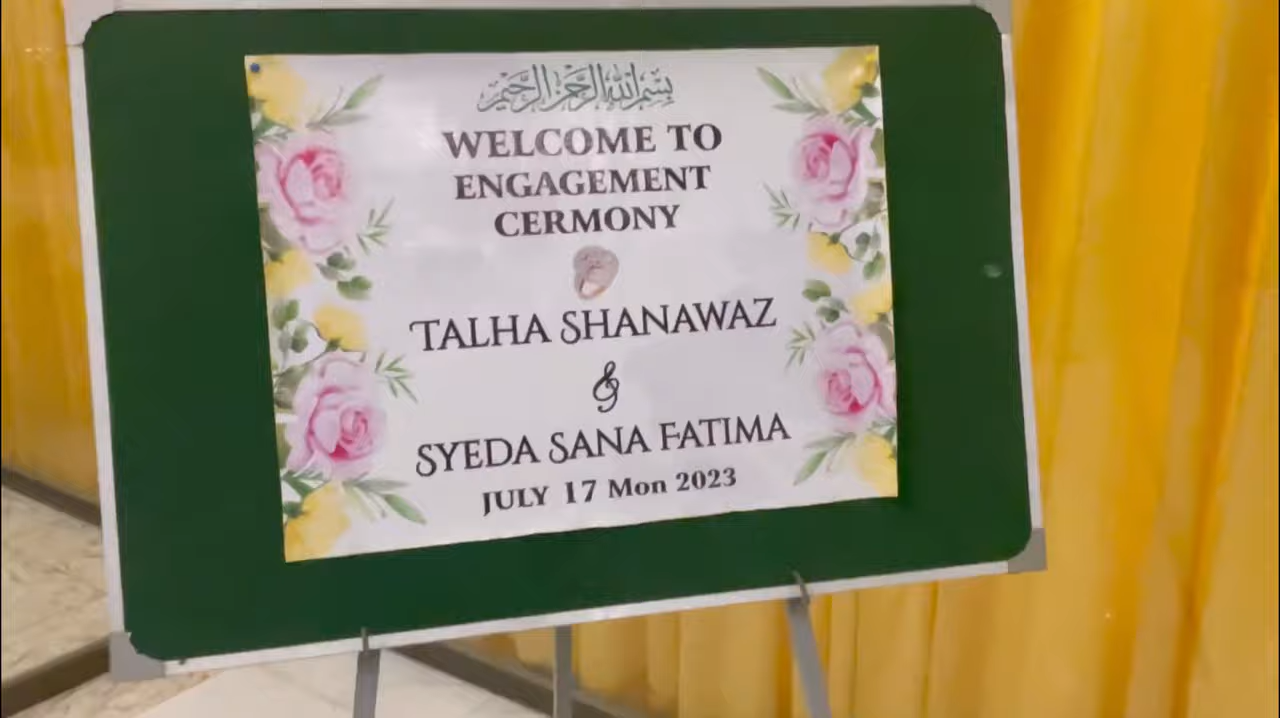 بسم الله الرحمن الرحيم
WELCOME TO
ENGAGEMENT
CERMONY
TALHA SHANAWAZ
&
SYEDA SANA FATIMA
JULY 17 Mon 2023